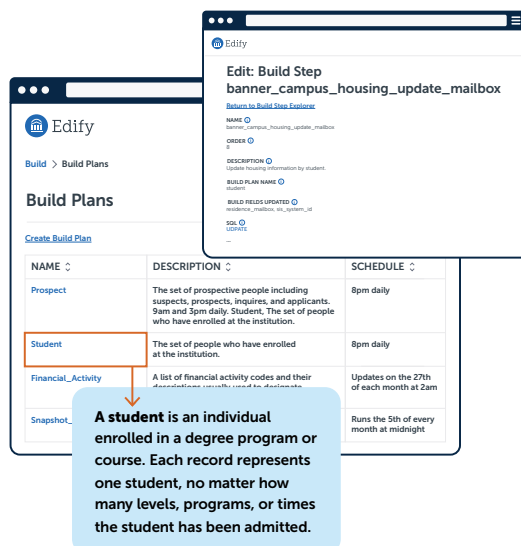 Edify
Edit: Build Step
banner_campus_housing_update_mailbox
Return to Build Step Explorer
NAME
banner_campus_housing_update_mailbox
ORDER
8
DESCRIPTION
Update housing information by student.
BUILD PLAN NAME
student
BUILD FIELDS UPDATED
residence_mailbox, sis_system_id
SQL
UDPATE
...
Edify
Build > Build Plans
Build Plans
Create Build Plan
NAME DESCRIPTION SCHEDULE
Prospect
The set of prospective people including
suspects, prospects, inquires, and applicants.
9am and 3pm daily. Student, The set of people
who have enrolled at the institution.
8pm daily
Student
The set of people who have enrolled
at the institution.
8pm daily
Financial_Activity
A list of financial activity codes and their
descriptions usually used to designate
Updates on the 27th
of each month at 2am
Snapshot_
Runs the 5th of every
month at midnight
A student is an individual
enrolled in a degree program or
course. Each record represents
one student, no matter how
many levels, programs, or times
the student has been admitted.